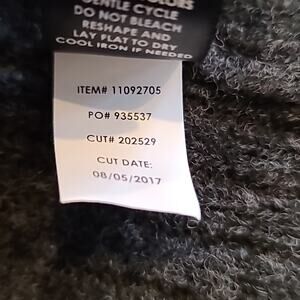 GENTLE CYCLE
DO NOT BLEACH
RESHAPE AND
LAY FLAT TO DRY
COOL IRON IF NEEDED
ITEM# 11092705
PO# 935537
CUT# 202529
CUT DATE:
08/05/2017